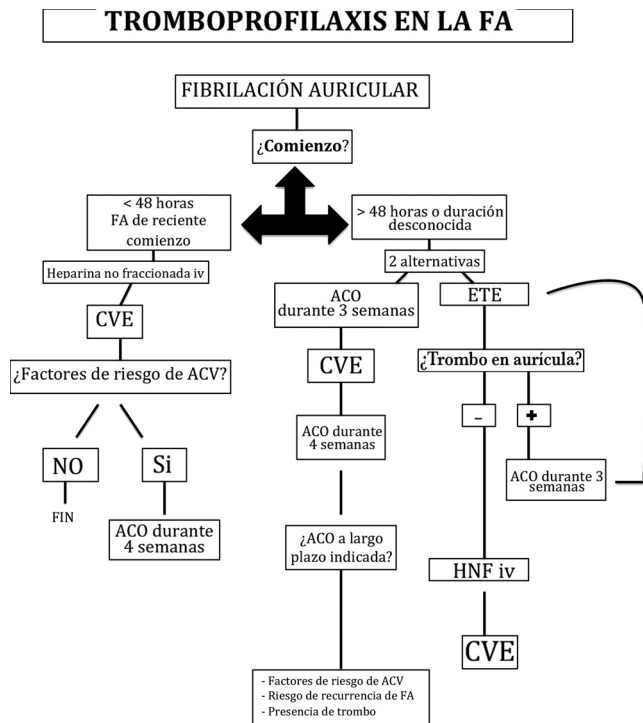 TROMBOPROFILAXIS EN LA FA
FIBRILACIÓN AURICULAR
¿Comienzo?
< 48 horas
FA de reciente
comienzo
Heparina no fraccionada iv
CVE
¿Factores de riesgo de ACV?
NO
FIN
Si
ACO durante
4 semanas
> 48 horas o duración
desconocida
2 alternativas
ACO
durante 3 semanas
CVE
ACO durante
4 semanas
¿ACO a largo
plazo indicada?
- Factores de riesgo de ACV
- Riesgo de recurrencia de FA
- Presencia de trombo
ETE
¿Trombo en aurícula?
–
+
ACO durante 3
semanas
HNF iv
CVE